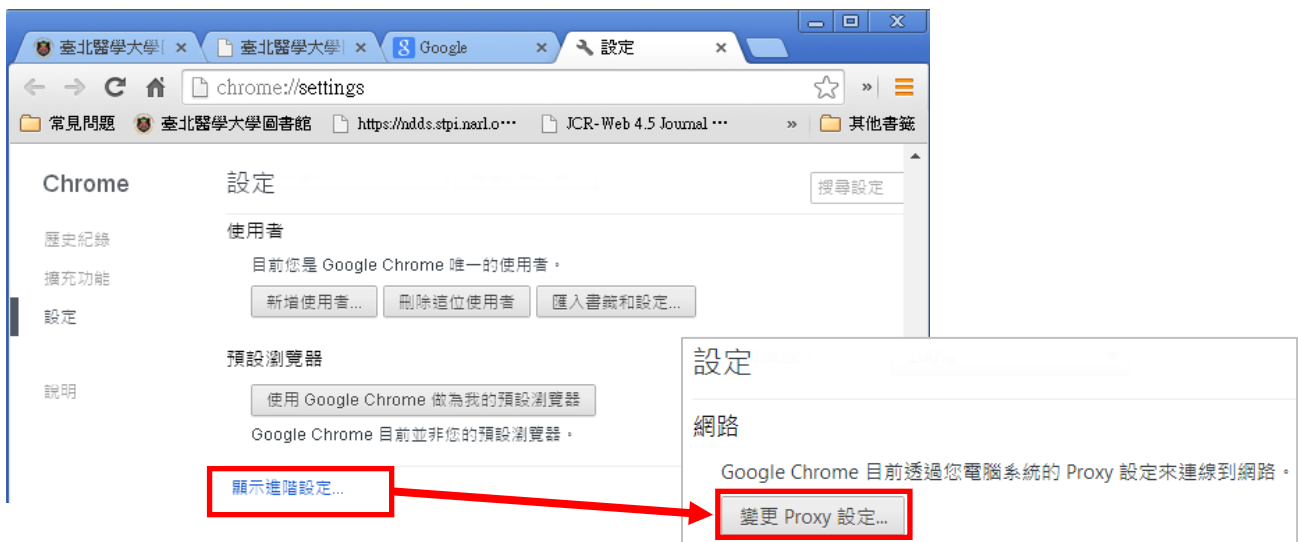 臺北醫學大學[
臺北醫學大學|
Google
設定
chrome://settings
常見問題
臺北醫學大學圖書館
https://ndds.stpi.narl.o…
JCR-Web 4.5 Journal …
»
其他書籤
Chrome
設定
搜尋設定
歷史紀錄
擴充功能
設定
說明
使用者
目前您是 Google Chrome 唯一的使用者。
新增使用者...
刪除這位使用者
匯入書籤和設定...
預設瀏覽器
使用 Google Chrome 做為我的預設瀏覽器
Google Chrome 目前並非您的預設瀏覽器。
顯示進階設定...
設定
網路
Google Chrome 目前透過您電腦系統的 Proxy 設定來連線到網路。
變更 Proxy 設定...